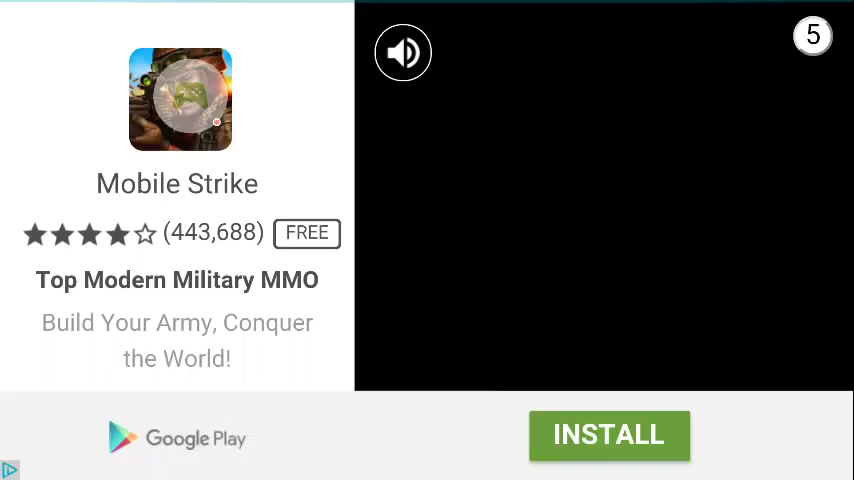 5
Mobile Strike
(443,688) FREE
Top Modern Military MMO
Build Your Army, Conquer
the World!
Google Play
INSTALL